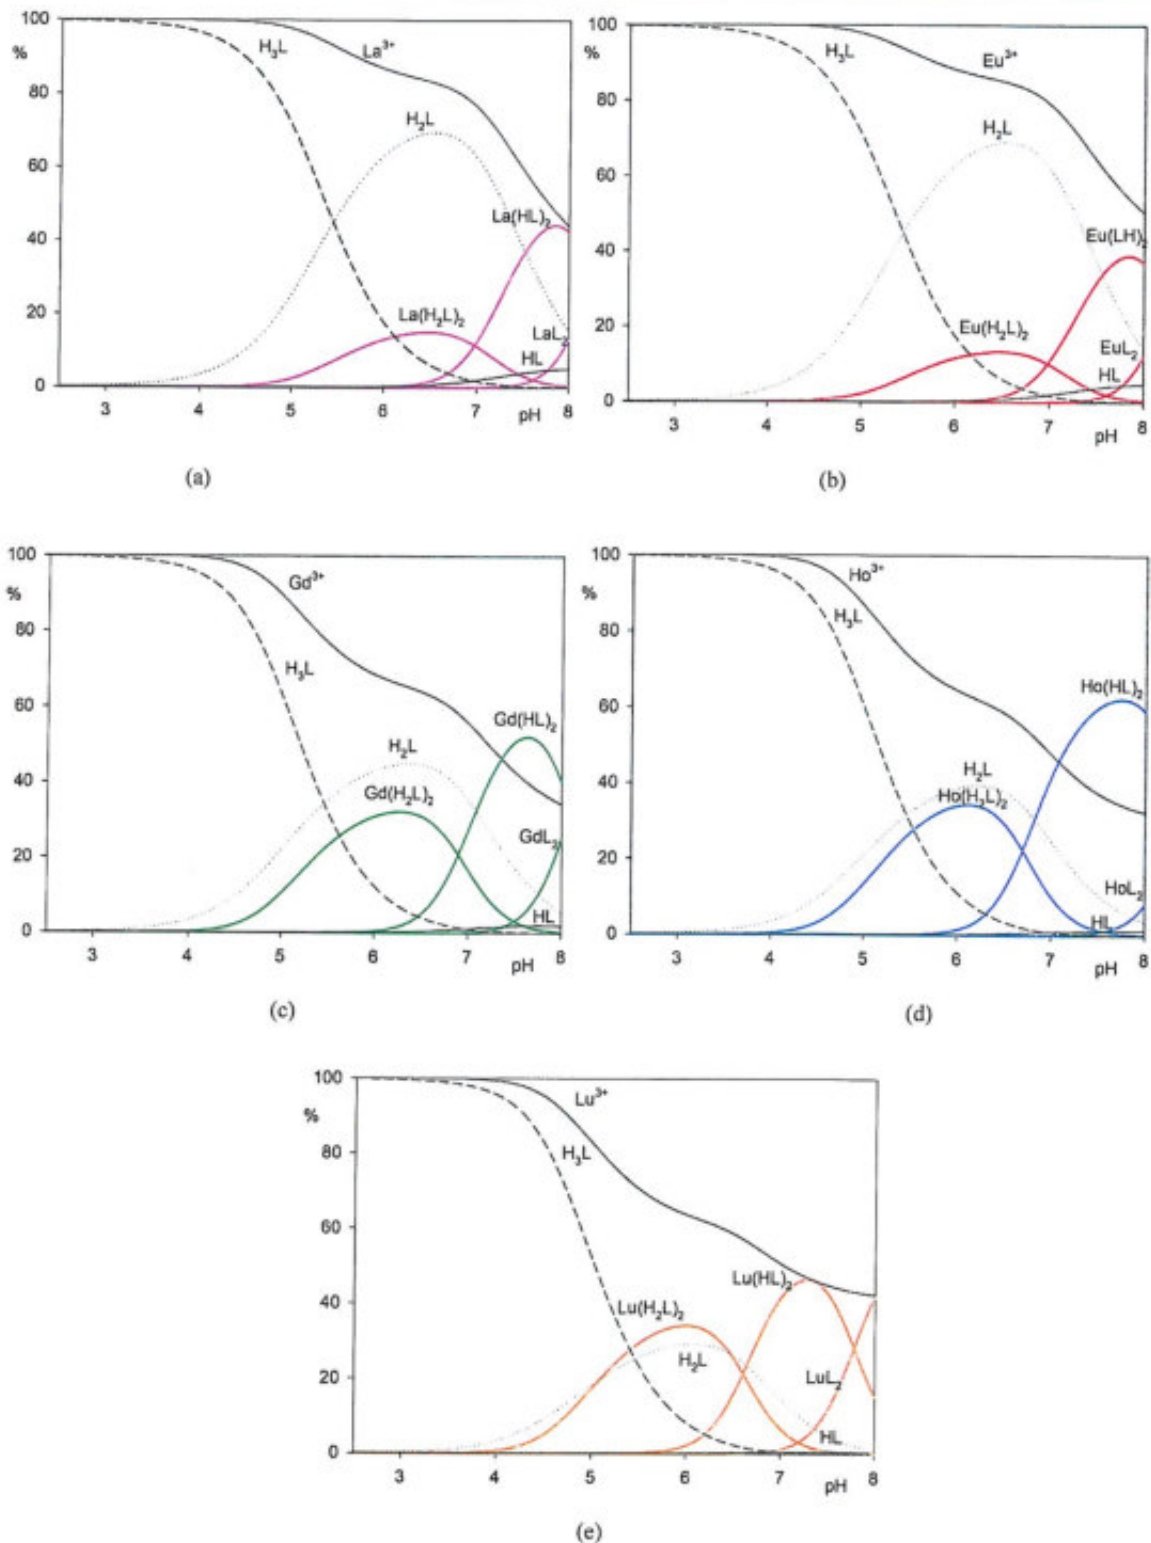 100
%
80
60
40
20
0
3
4
5
6
7
8
pH
H₃L
La³⁺
H₂L
La(HL)₂
La(H₂L)₂
LaL₂
HL
(a)
100
%
80
60
40
20
0
3
4
5
6
7
8
pH
H₃L
Eu³⁺
H₂L
Eu(LH)₂
Eu(H₂L)₂
EuL₂
HL
(b)
100
%
80
60
40
20
0
3
4
5
6
7
8
pH
Gd³⁺
H₃L
Gd(HL)₂
H₂L
Gd(H₂L)₂
GdL₂
HL
(c)
100
%
80
60
40
20
0
3
4
5
6
7
8
pH
Ho³⁺
H₃L
Ho(HL)₂
H₂L
Ho(H₂L)₂
HoL₂
HL
(d)
100
%
80
60
40
20
0
3
4
5
6
7
8
pH
Lu³⁺
H₃L
Lu(HL)₂
Lu(H₂L)₂
H₂L
LuL₂
HL
(e)